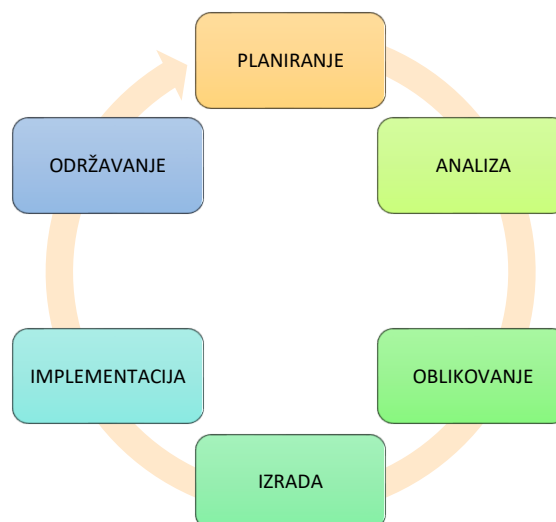 PLANIRANJE
ANALIZA
OBLIKOVANJE
IZRADA
IMPLEMENTACIJA
ODRŽAVANJE